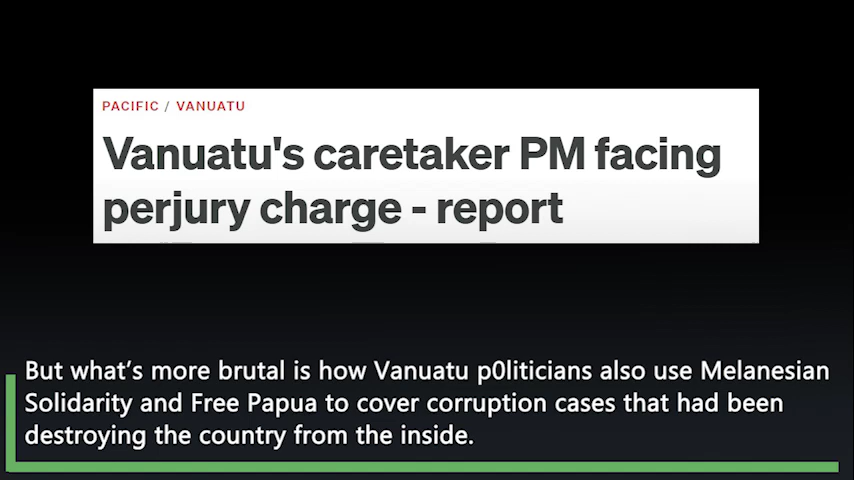 PACIFIC / VANUATU
Vanuatu's caretaker PM facing
perjury charge - report
But what’s more brutal is how Vanuatu p0liticians also use Melanesian
Solidarity and Free Papua to cover corruption cases that had been
destroying the country from the inside.